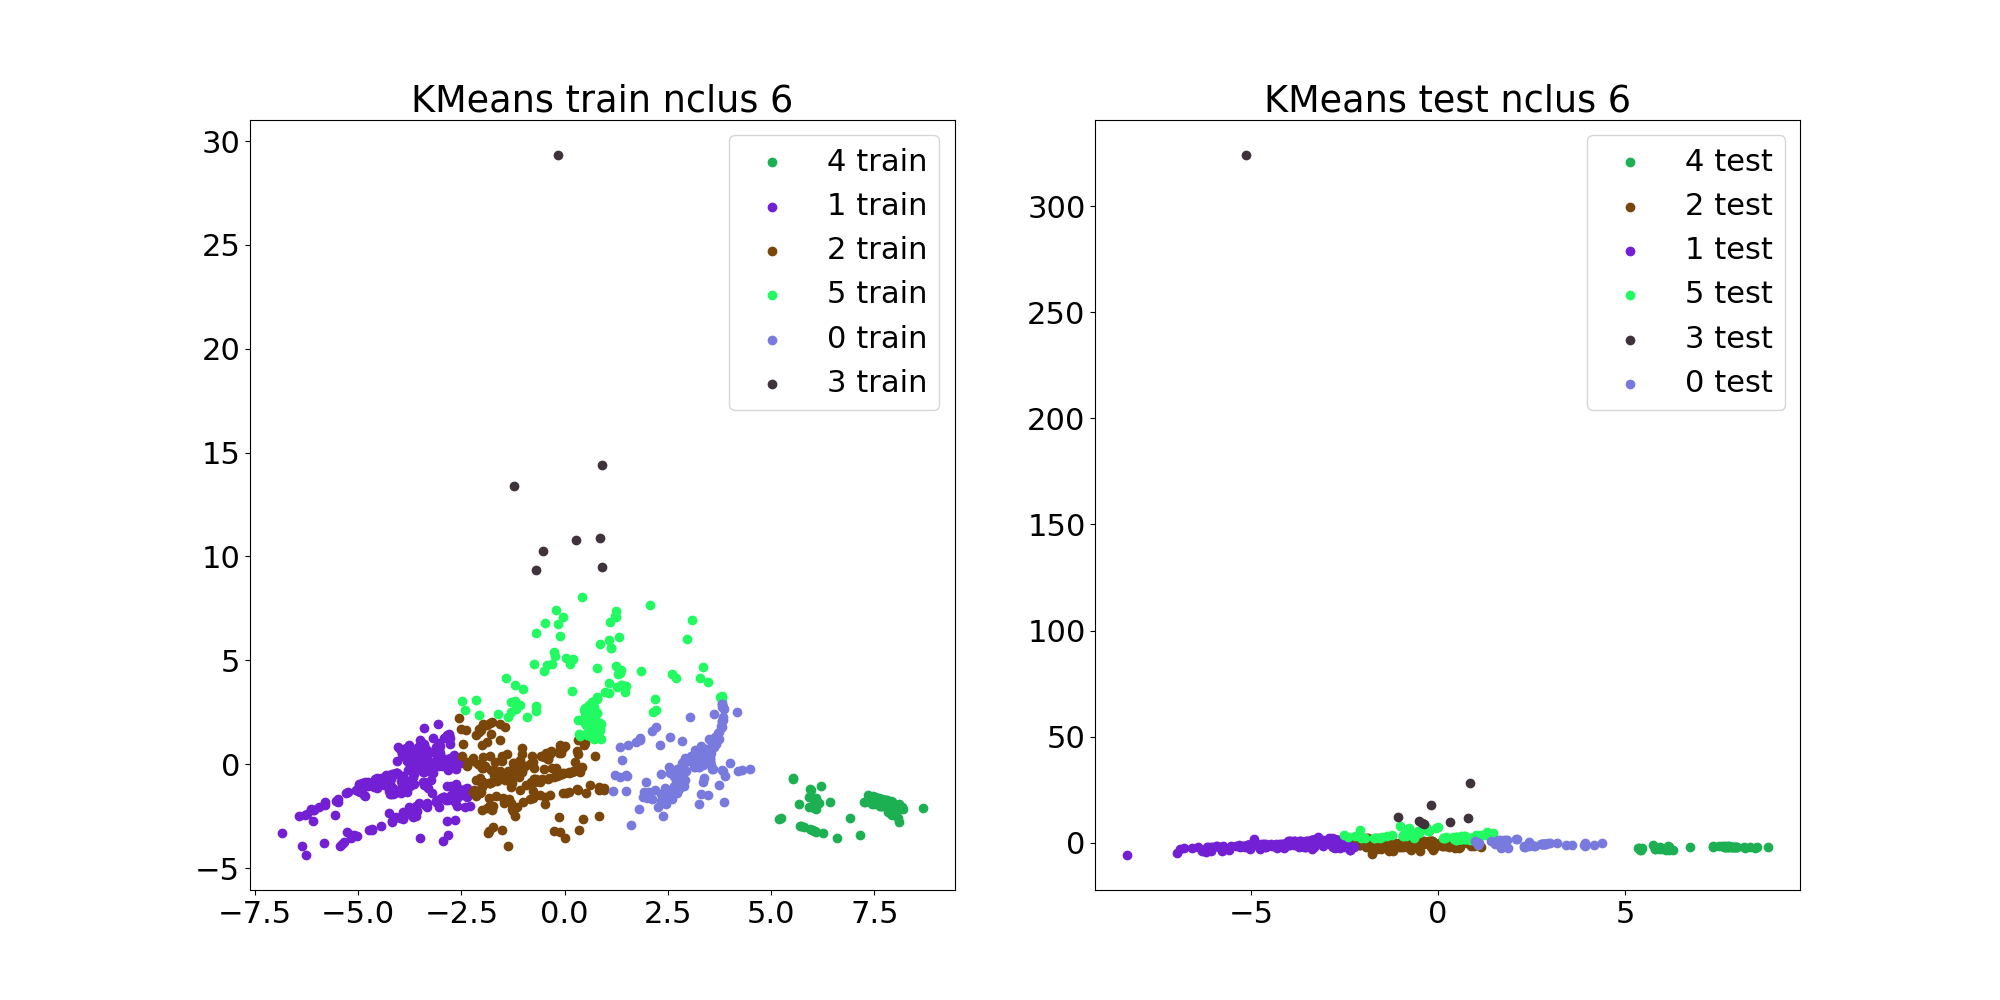 KMeans train nclus 6
30
25
20
15
10
5
0
−5
−7.5 −5.0 −2.5 0.0 2.5 5.0 7.5
4 train
1 train
2 train
5 train
0 train
3 train
KMeans test nclus 6
300
250
200
150
100
50
0
−5 0 5
4 test
2 test
1 test
5 test
3 test
0 test